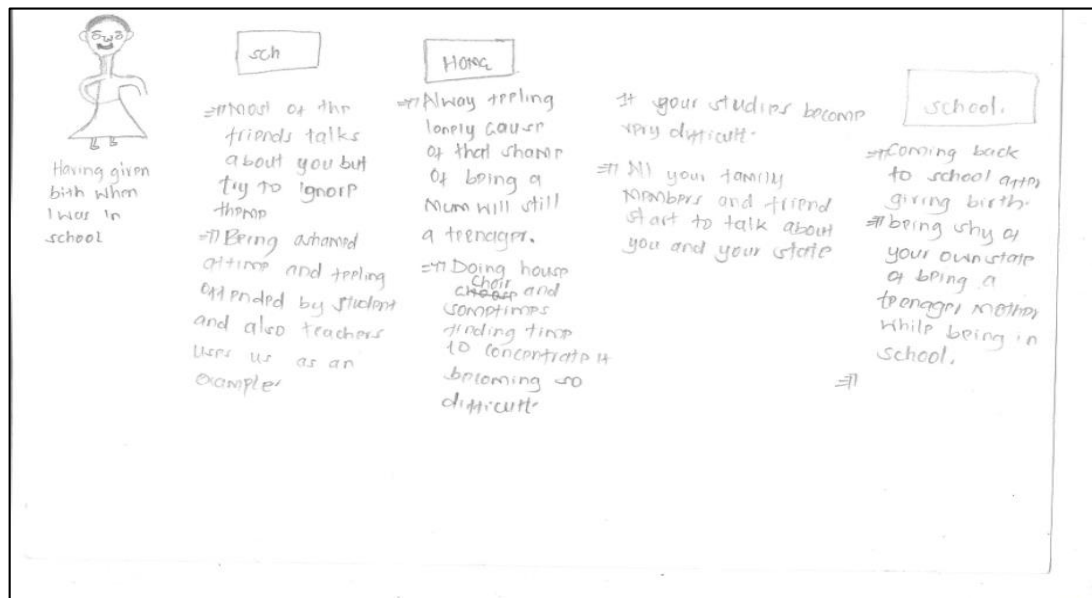 Having given
bith when
I was in
school
sch
⇒ Most of the
friends talks
about you but
try to ignore
theme
⇒ Being ashamed
attime and feeling
offended by student
and also teachers
uses us as an
example
Home
⇒ Alway feeling
lonely cause
of that shame
of being a
Mum will still
a teenager.
⇒ Doing house
choir
and
sometimes
finding time
to concentrate it
becoming so
difficult.
It your studies become
very difficult.
⇒ All your family
Members and friend
start to talk about
you and your state
school.
⇒ Coming back
to school after
giving birth.
⇒ being shy of
your own state
of being a
teenager mother
while being in
school.
⇒